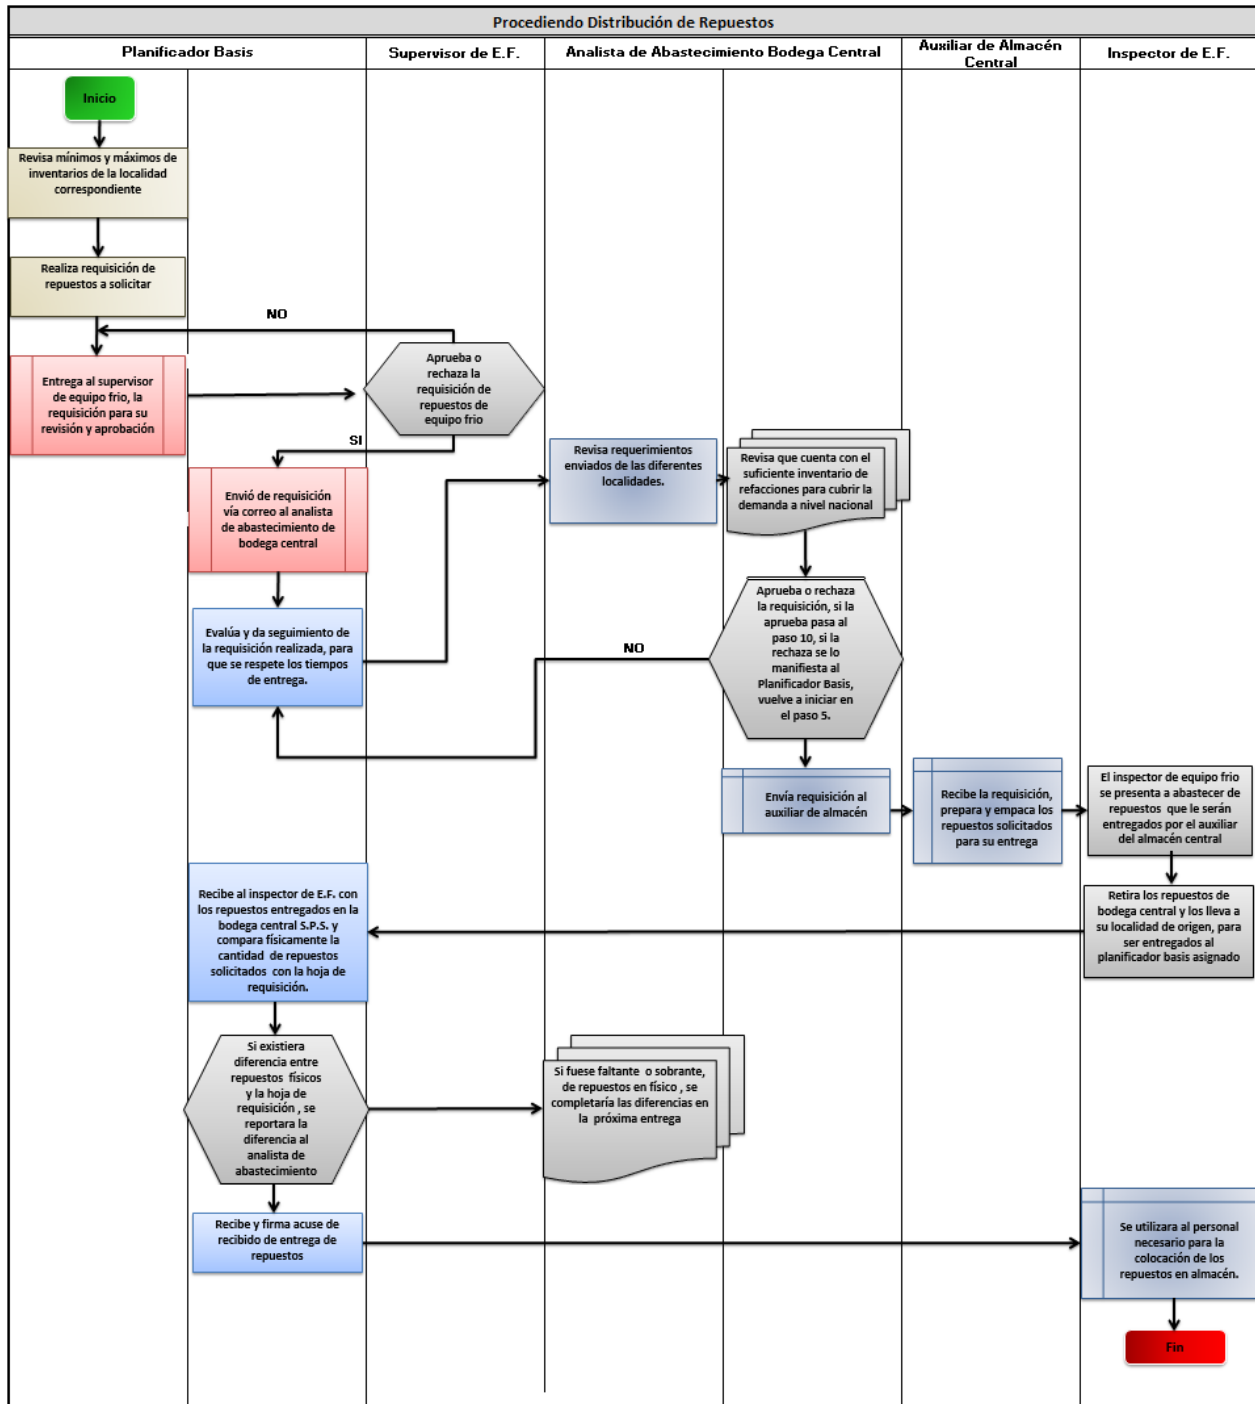 Procediendo Distribución de Repuestos
Planificador Basis
Supervisor de E.F.
Analista de Abastecimiento Bodega Central
Auxiliar de Almacén
Central
Inspector de E.F.
Inicio
Revisa mínimos y máximos de
inventarios de la localidad
correspondiente
Realiza requisición de
repuestos a solicitar
NO
Entrega al supervisor
de equipo frio, la
requisición para su
revisión y aprobación
Aprueba o
rechaza la
requisición de
repuestos de
equipo frio
SI
Envió de requisición
vía correo al analista
de abastecimiento de
bodega central
Revisa requerimientos
enviados de las diferentes
localidades.
Revisa que cuenta con el
suficiente inventario de
refacciones para cubrir la
demanda a nivel nacional
Evalúa y da seguimiento de
la requisición realizada, para
que se respete los tiempos
de entrega.
NO
Aprueba o rechaza
la requisición, si la
aprueba pasa al
paso 10, si la
rechaza se lo
manifiesta al
Planificador Basis,
vuelve a iniciar en
el paso 5.
Envía requisición al
auxiliar de almacén
Recibe la requisición,
prepara y empaca los
repuestos solicitados
para su entrega
El inspector de equipo frio
se presenta a abastecer de
repuestos que le serán
entregados por el auxiliar
del almacén central
Retira los repuestos de
bodega central y los lleva a
su localidad de origen, para
ser entregados al
planificador basis asignado
Recibe al inspector de E.F. con
los repuestos entregados en la
bodega central S.P.S. y
compara físicamente la
cantidad de repuestos
solicitados con la hoja de
requisición.
Si existiera
diferencia entre
repuestos físicos
y la hoja de
requisición , se
reportara la
diferencia al
analista de
abastecimiento
Si fuese faltante o sobrante,
de repuestos en físico , se
completaría las diferencias en
la próxima entrega
Recibe y firma acuse de
recibido de entrega de
repuestos
Se utilizara al personal
necesario para la
colocación de los
repuestos en almacén.
Fin